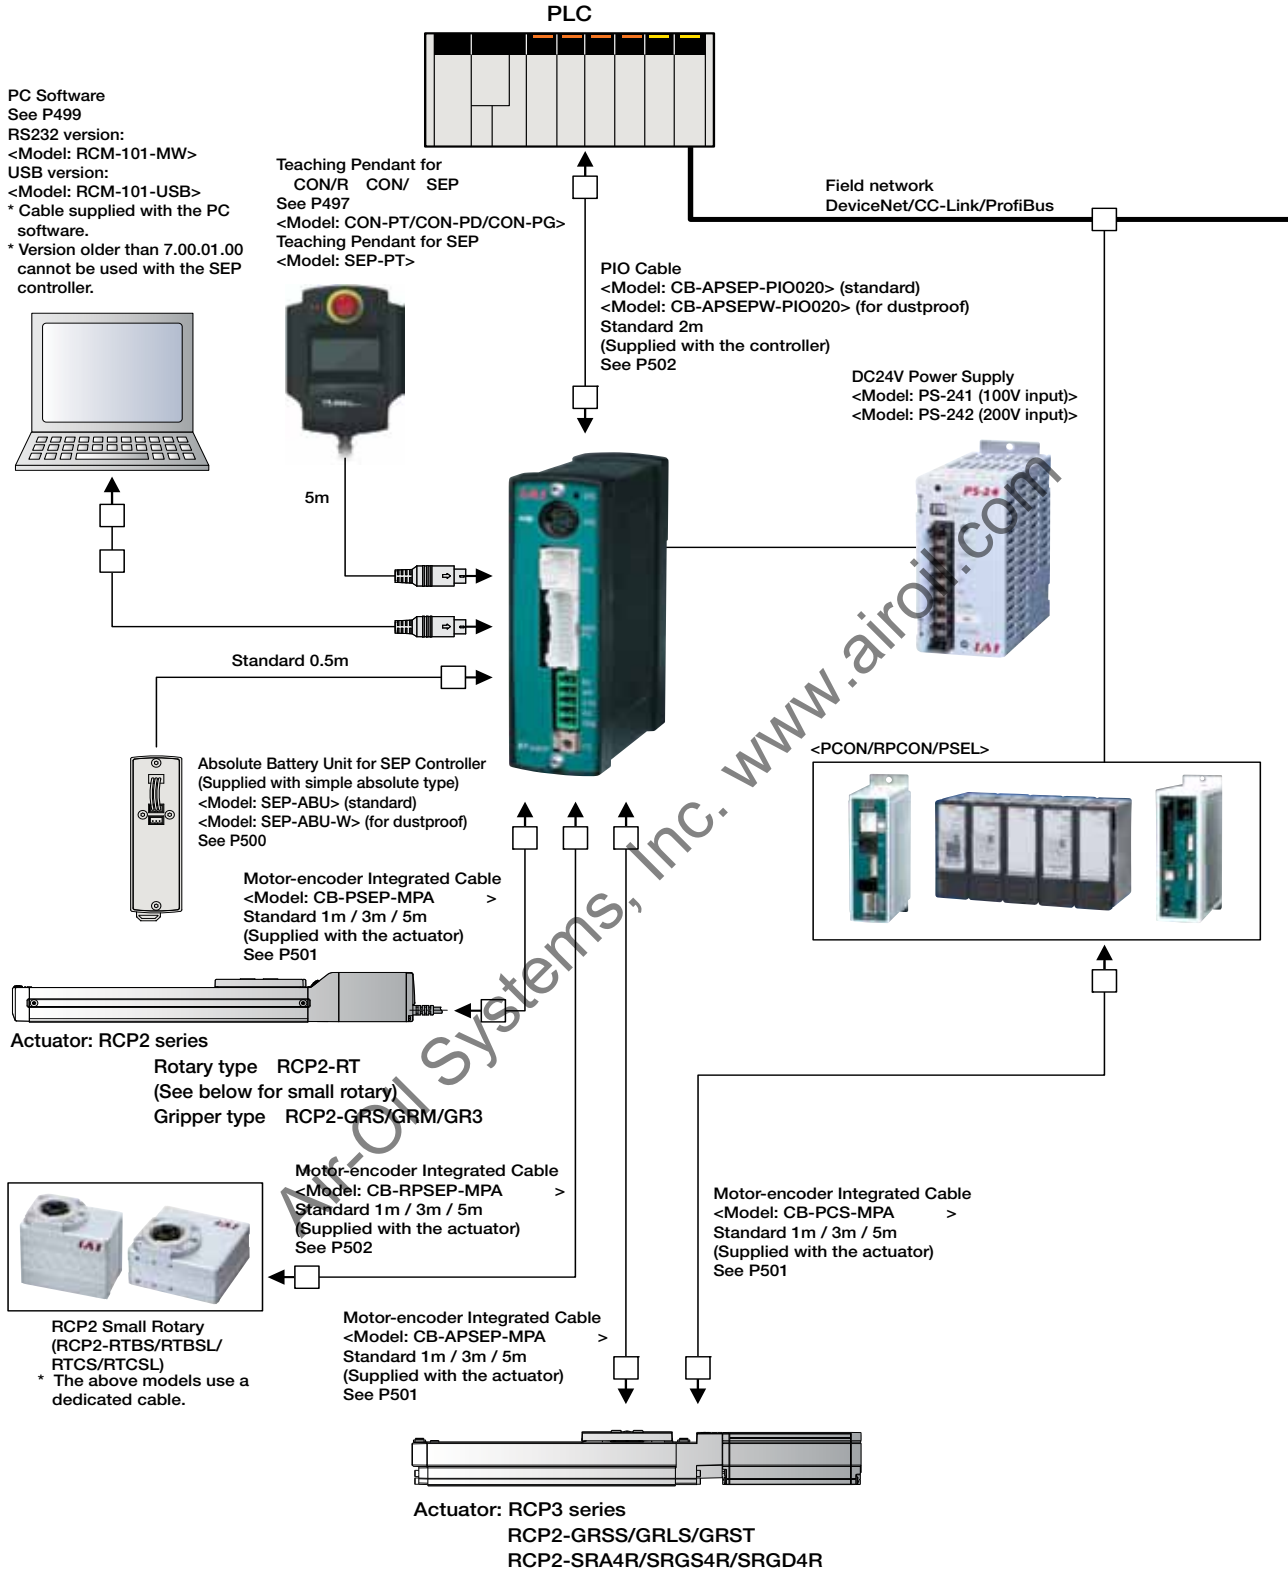 PLC
PC Software
See P499
RS232 version:
<Model: RCM-101-MW>
USB version:
<Model: RCM-101-USB>
* Cable supplied with the PC
software.
* Version older than 7.00.01.00
cannot be used with the SEP
controller.
Teaching Pendant for
CON/R CON/ SEP
See P497
<Model: CON-PT/CON-PD/CON-PG>
Teaching Pendant for SEP
<Model: SEP-PT>
Field network
DeviceNet/CC-Link/ProfiBus
PIO Cable
<Model: CB-APSEP-PIO020> (standard)
<Model: CB-APSEPW-PIO020> (for dustproof)
Standard 2m
(Supplied with the controller)
See P502
DC24V Power Supply
<Model: PS-241 (100V input)>
<Model: PS-242 (200V input)>
5m
IAI
PS-24
IAI
Standard 0.5m
<PCON/RPCON/PSEL>
Absolute Battery Unit for SEP Controller
(Supplied with simple absolute type)
<Model: SEP-ABU> (standard)
<Model: SEP-ABU-W> (for dustproof)
See P500
Motor-encoder Integrated Cable
<Model: CB-PSEP-MPA >
Standard 1m / 3m / 5m
(Supplied with the actuator)
See P501
Actuator: RCP2 series
Rotary type RCP2-RT
(See below for small rotary)
Gripper type RCP2-GRS/GRM/GR3
Motor-encoder Integrated Cable
<Model: CB-RPSEP-MPA >
Standard 1m / 3m / 5m
(Supplied with the actuator)
See P502
Motor-encoder Integrated Cable
<Model: CB-PCS-MPA >
Standard 1m / 3m / 5m
(Supplied with the actuator)
See P501
IAI
IAI
RCP2 Small Rotary
(RCP2-RTBS/RTBSL/
RTCS/RTCSL)
* The above models use a
dedicated cable.
Motor-encoder Integrated Cable
<Model: CB-APSEP-MPA >
Standard 1m / 3m / 5m
(Supplied with the actuator)
See P501
Actuator: RCP3 series
RCP2-GRSS/GRLS/GRST
RCP2-SRA4R/SRGS4R/SRGD4R
Air-Oil Systems, Inc. www.airoil.com